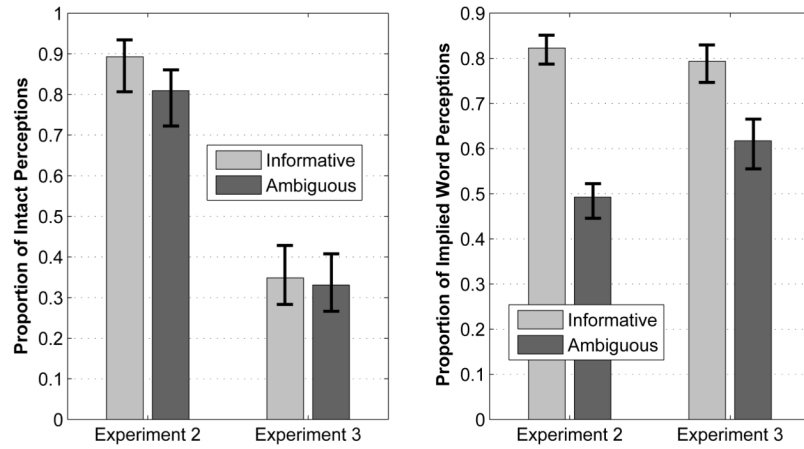 Proportion of Intact Perceptions
1
0.9
0.8
0.7
0.6
0.5
0.4
0.3
0.2
0.1
0
Informative
Ambiguous
Experiment 2
Experiment 3
Proportion of Implied Word Perceptions
0.9
0.8
0.7
0.6
0.5
0.4
0.3
0.2
0.1
0
Informative
Ambiguous
Experiment 2
Experiment 3